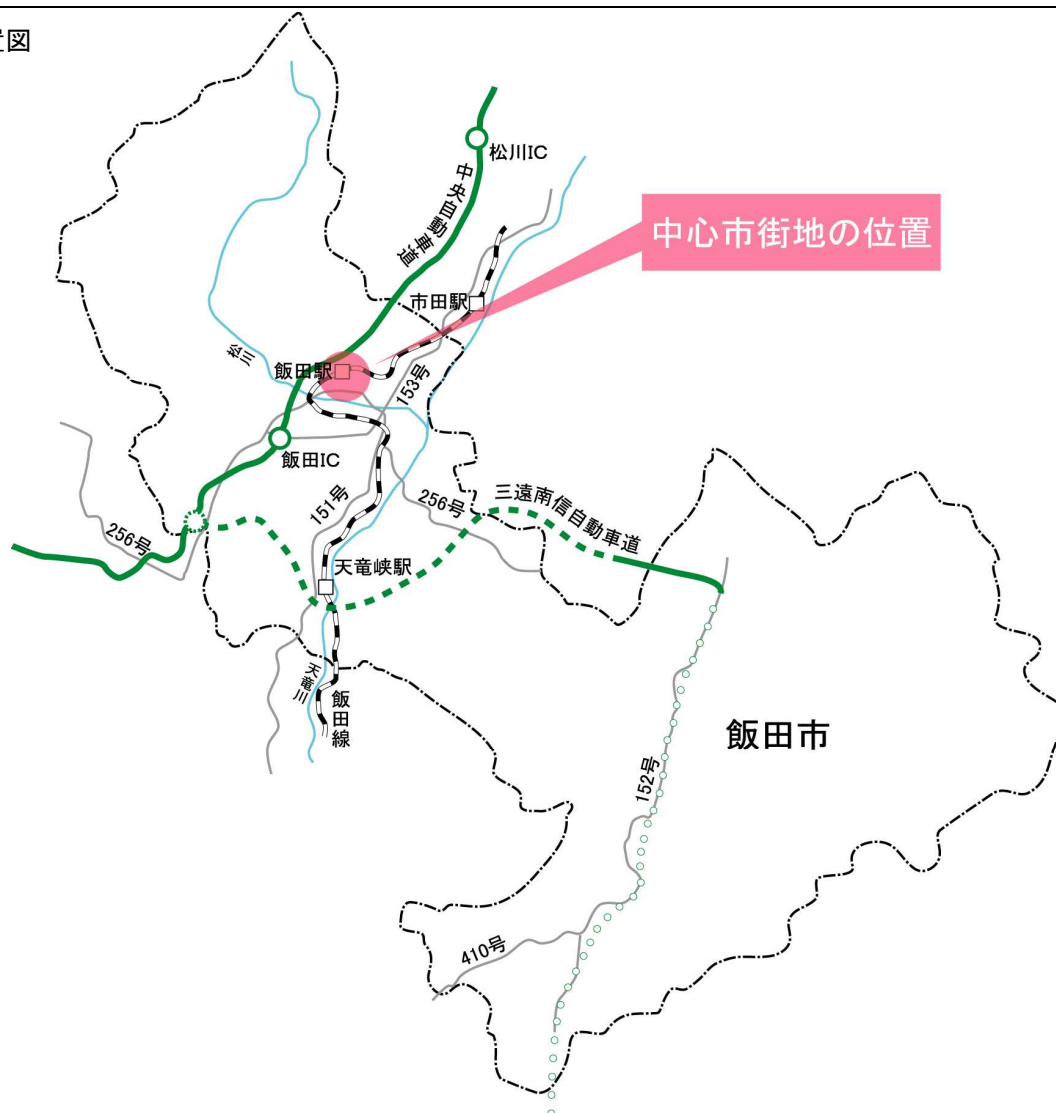 置図
松川IC
中央自動車道
中心市街地の位置
市田駅
松川
飯田駅
153号
飯田IC
256号
151号
256号
三遠南信自動車道
天竜峡駅
天竜川
飯田線
飯田市
152号
410号